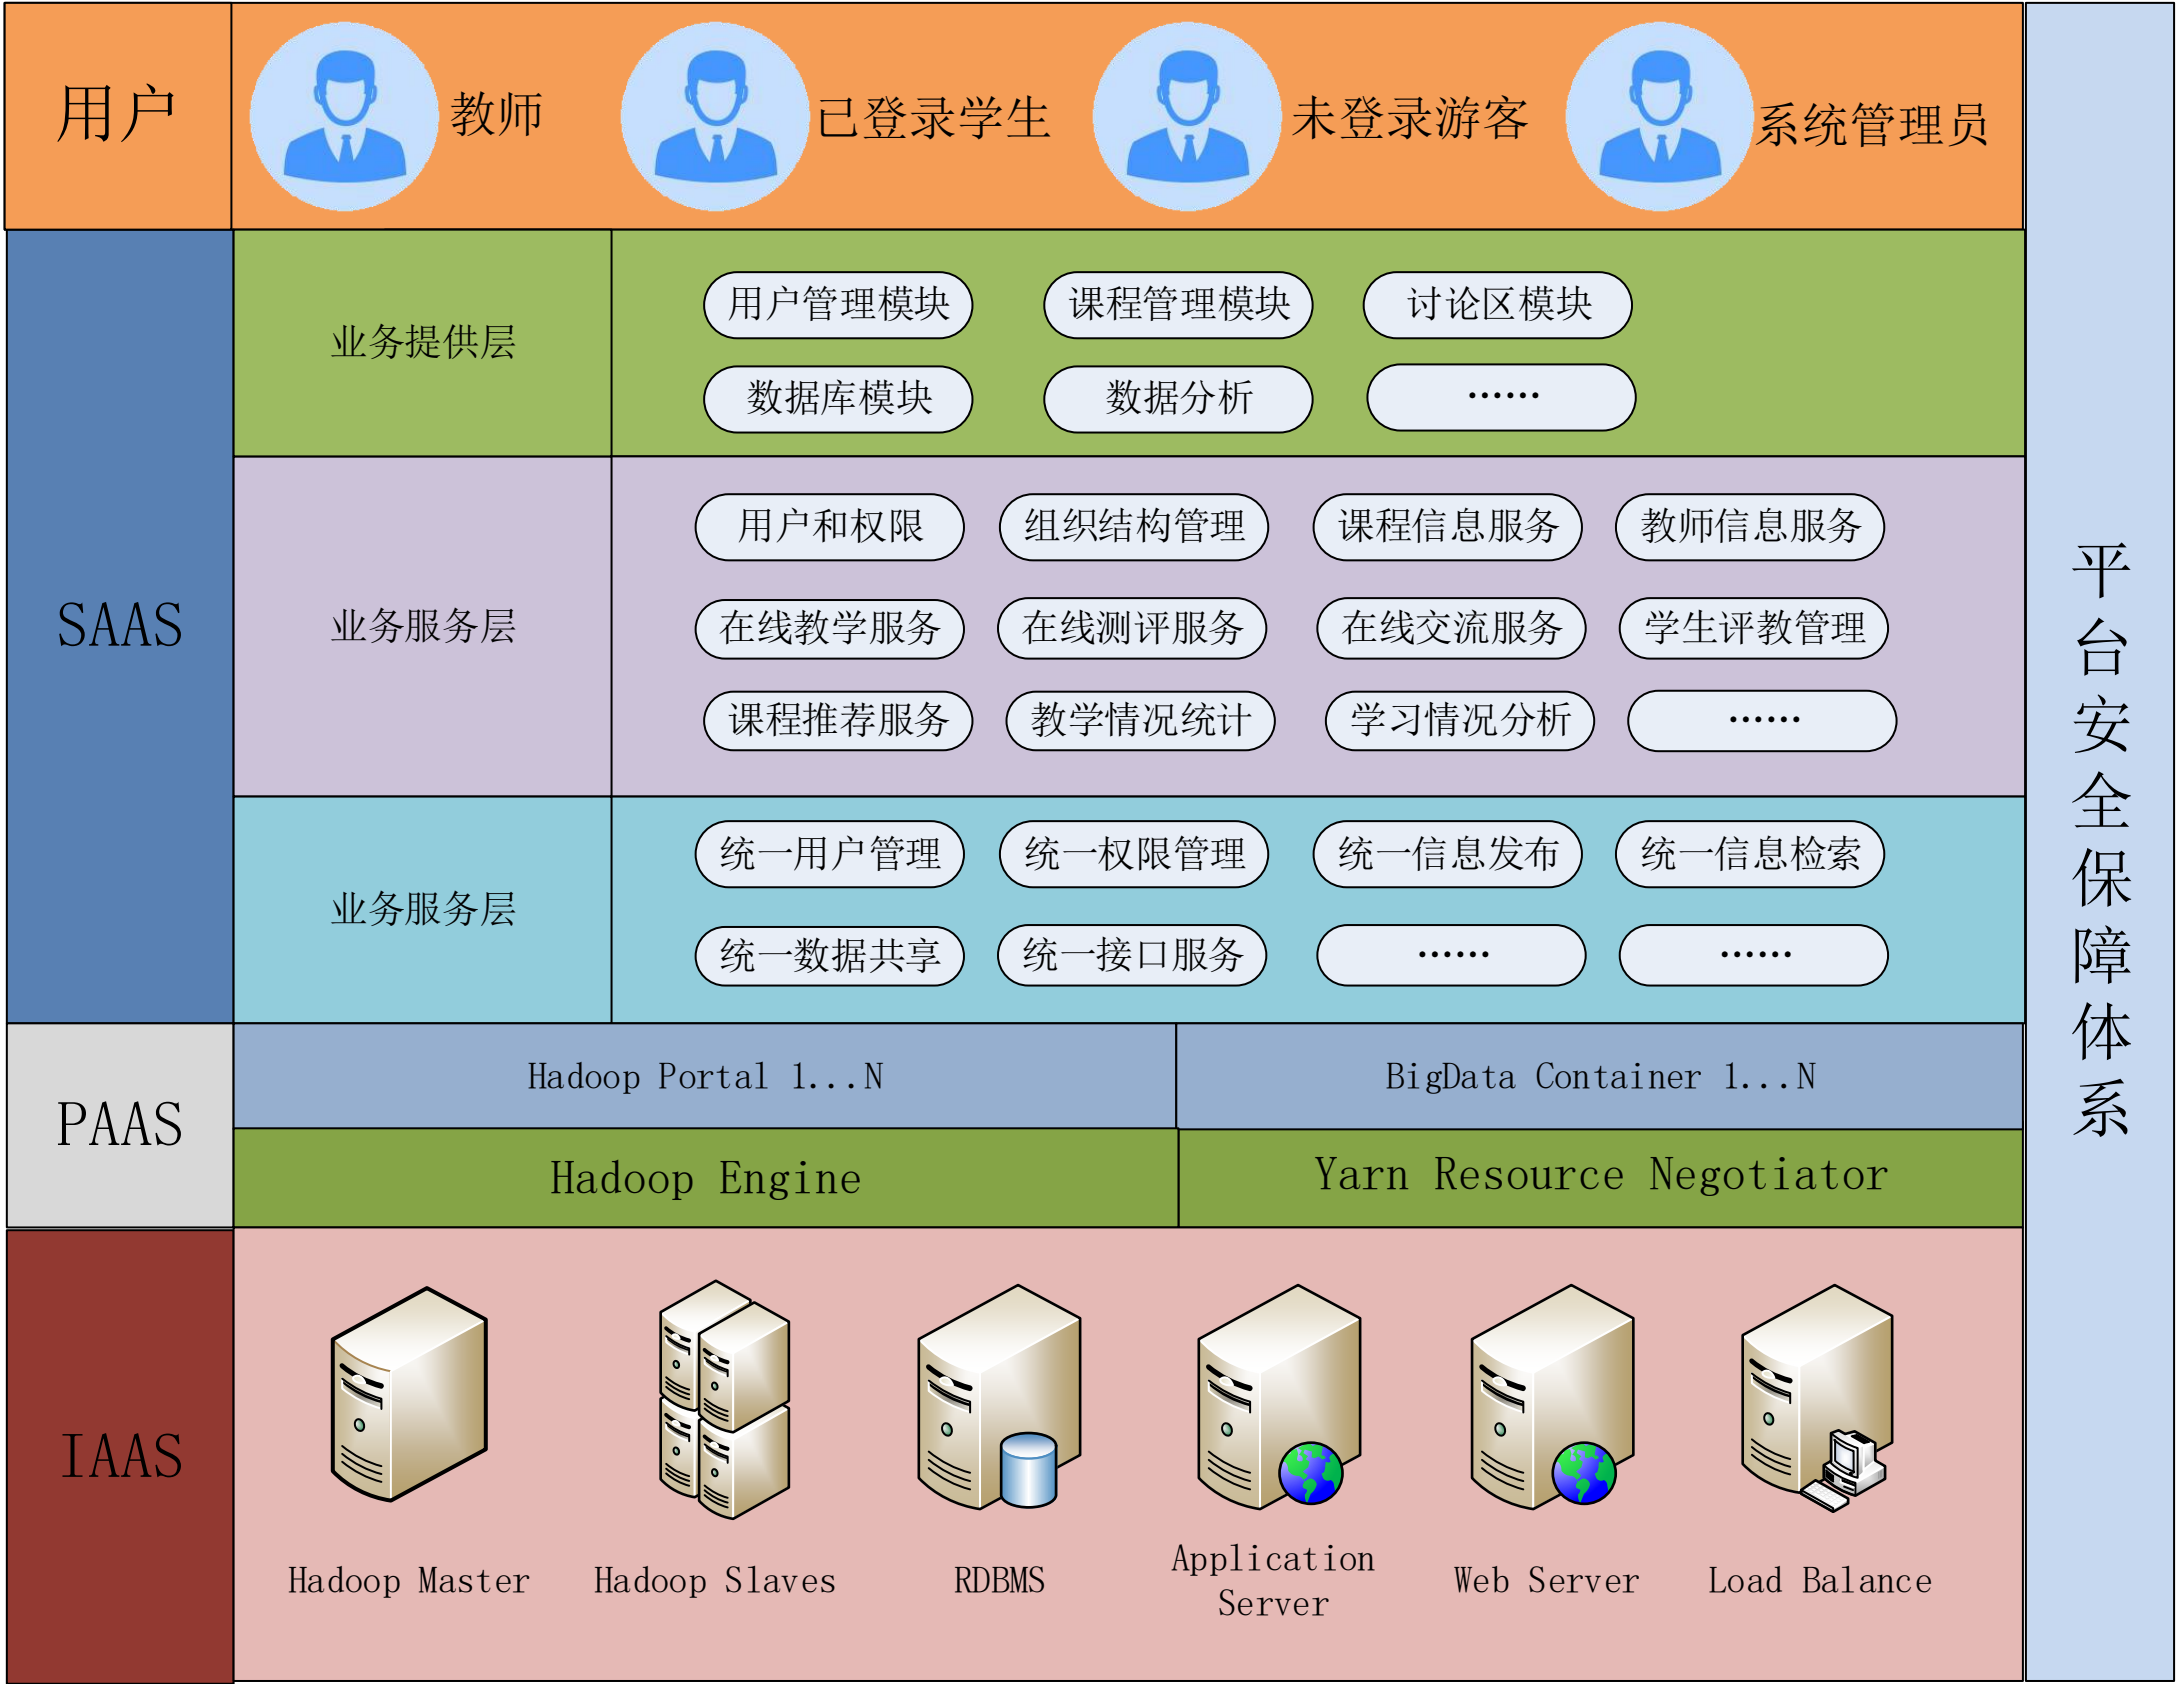 用户
教师
已登录学生
未登录游客
系统管理员
SAAS
业务提供层
用户管理模块
课程管理模块
讨论区模块
数据库模块
数据分析
……
业务服务层
用户和权限
组织结构管理
课程信息服务
教师信息服务
在线教学服务
在线测评服务
在线交流服务
学生评教管理
课程推荐服务
教学情况统计
学习情况分析
……
业务服务层
统一用户管理
统一权限管理
统一信息发布
统一信息检索
统一数据共享
统一接口服务
……
……
PAAS
Hadoop Portal 1...N
BigData Container 1...N
Hadoop Engine
Yarn Resource Negotiator
IAAS
Hadoop Master
Hadoop Slaves
RDBMS
Application
Server
Web Server
Load Balance
平台安全保障体系